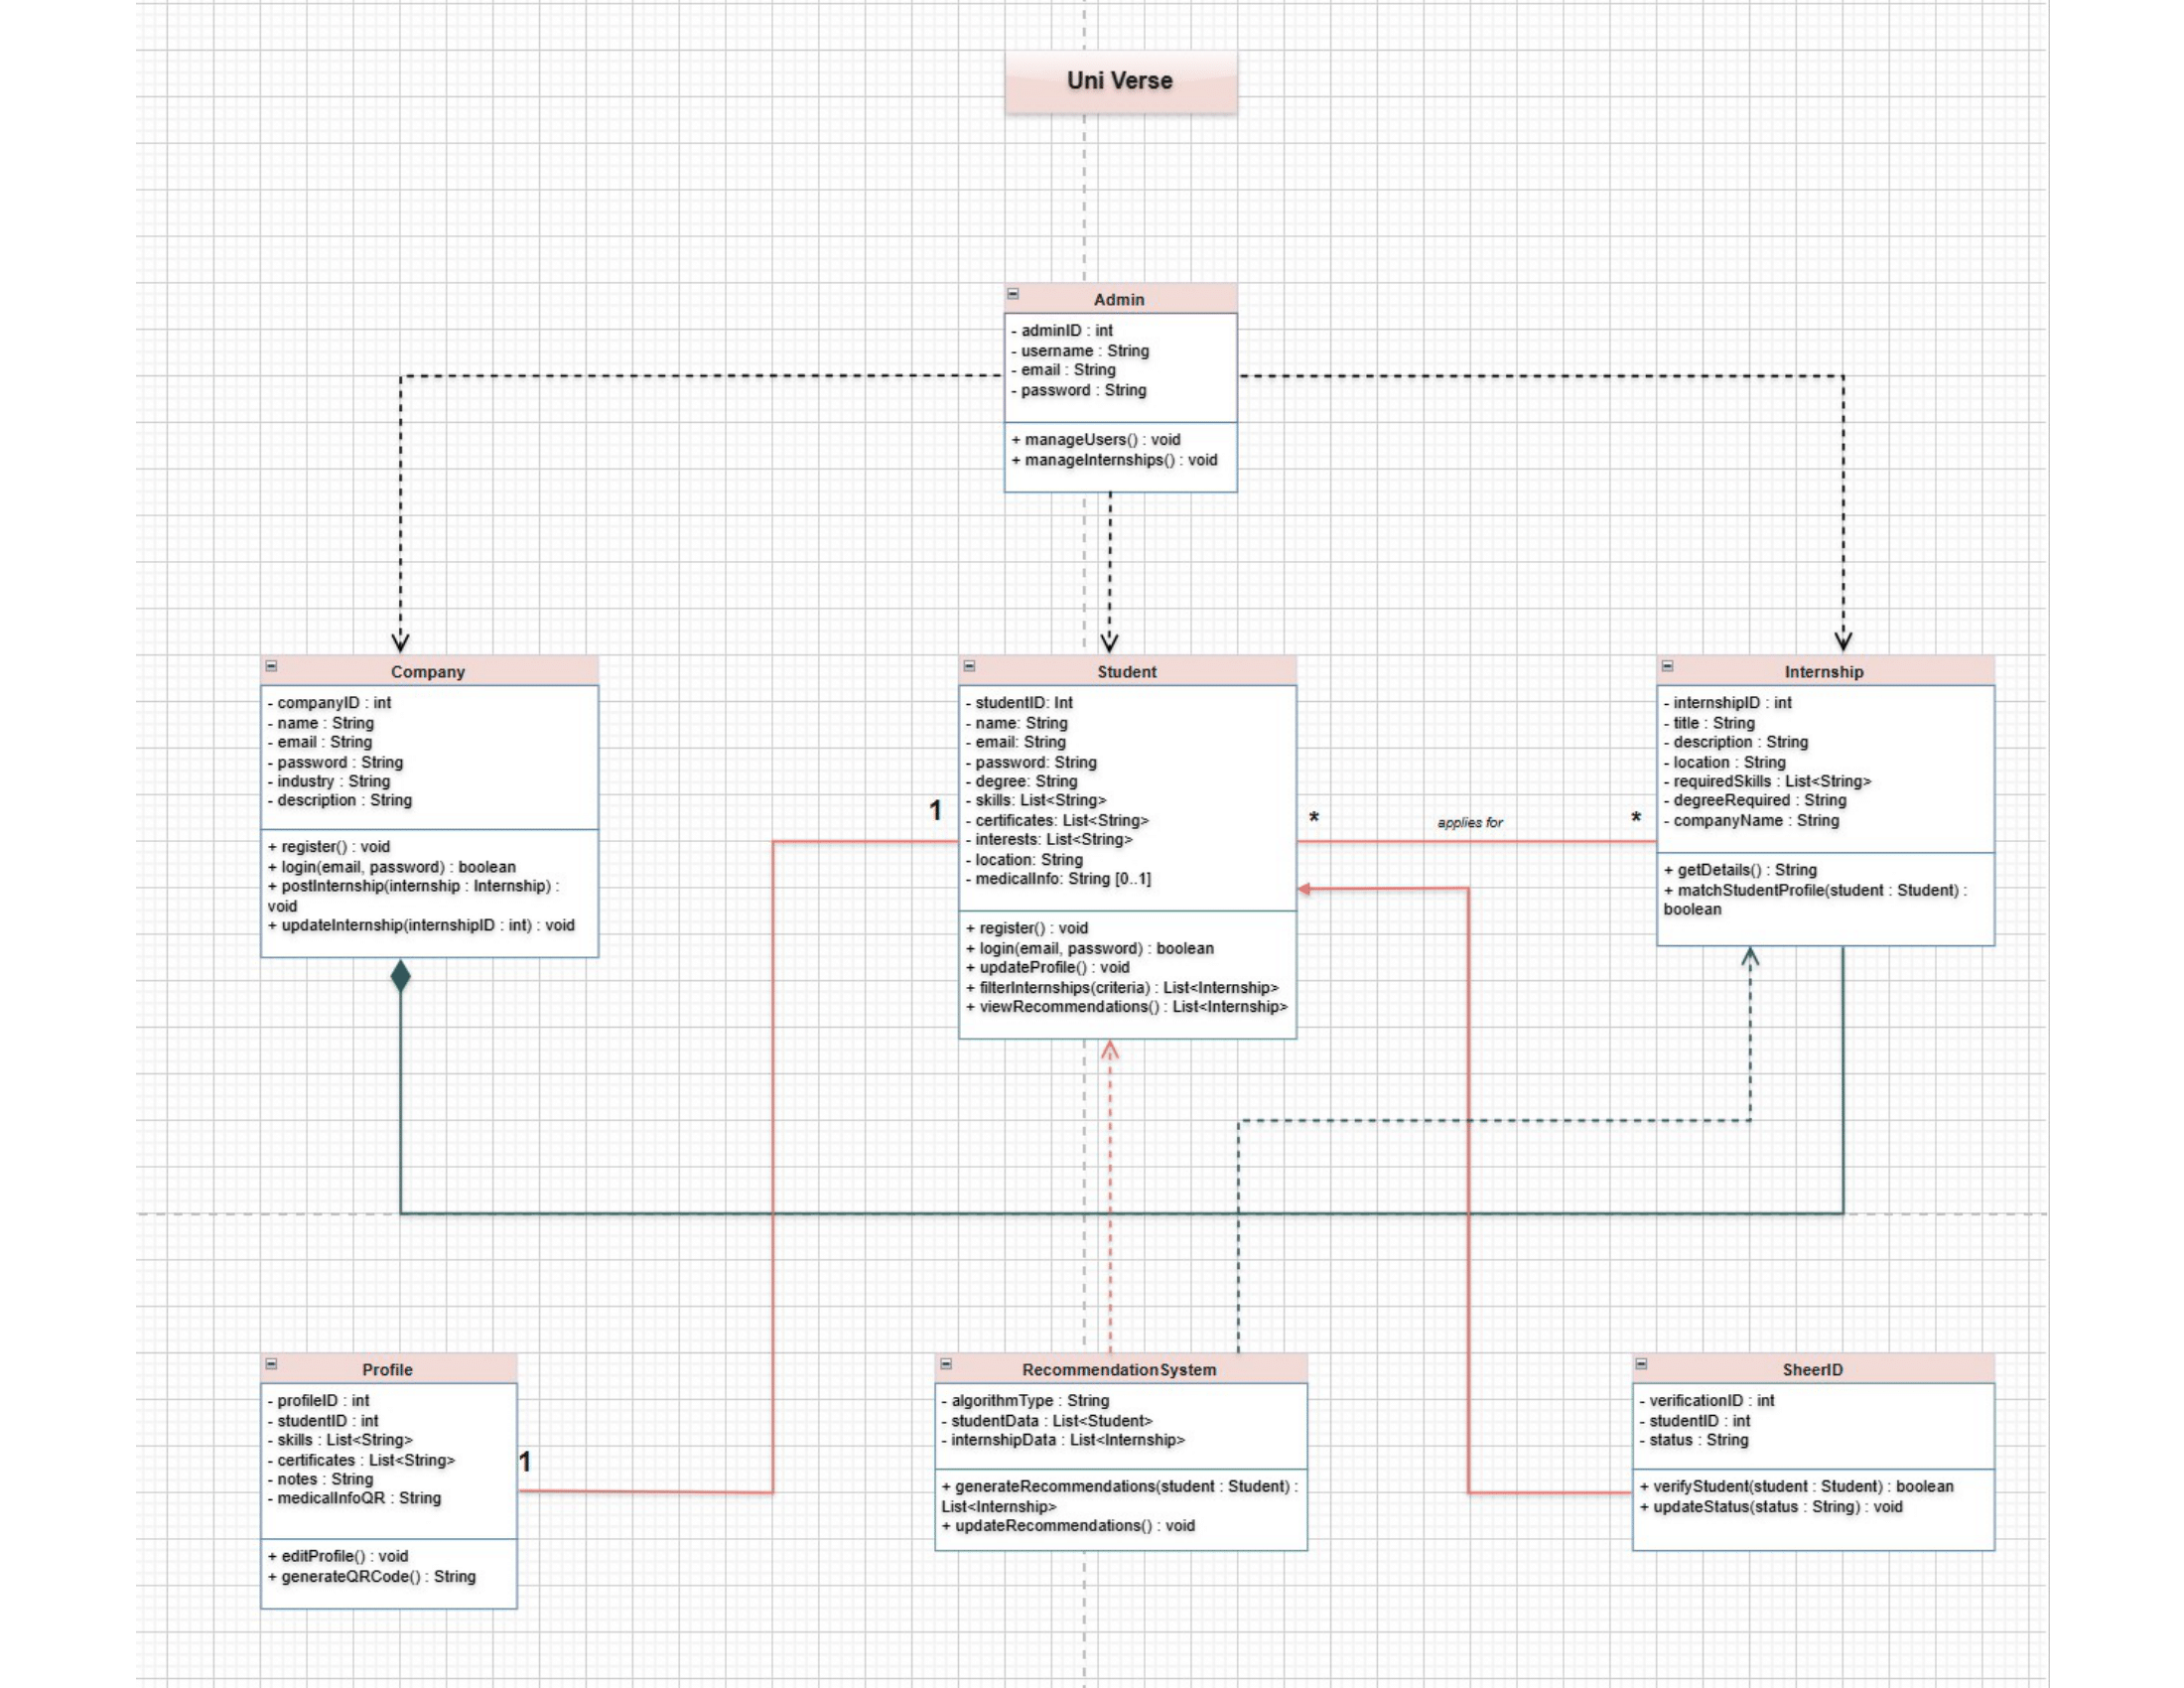 Uni Verse
Admin
- adminID : int
- username : String
- email : String
- password : String
+ manageUsers() : void
+ manageInternships() : void
Company
- companyID : int
- name : String
- email : String
- password : String
- industry : String
- description : String
+ register() : void
+ login(email, password) : boolean
+ postInternship(internship : Internship) :
void
+ updateInternship(internshipID : int) : void
1
Student
- studentID: Int
- name: String
- email: String
- password: String
- degree: String
- skills: List<String>
- certificates: List<String>
- interests: List<String>
- location: String
- medicalInfo: String [0..1]
+ register() : void
+ login(email, password) : boolean
+ updateProfile() : void
+ filterInternships(criteria) : List<Internship>
+ viewRecommendations() : List<Internship>
*
applies for
*
Internship
- internshipID : int
- title : String
- description : String
- location : String
- requiredSkills : List<String>
- degreeRequired : String
- companyName : String
+ getDetails() : String
+ matchStudentProfile(student : Student) :
boolean
Profile
- profileID : int
- studentID : int
- skills : List<String>
- certificates : List<String>
- notes : String
- medicalInfoQR : String
+ editProfile() : void
+ generateQRCode() : String
1
RecommendationSystem
- algorithmType : String
- studentData : List<Student>
- internshipData : List<Internship>
+ generateRecommendations(student : Student) :
List<Internship>
+ updateRecommendations() : void
SheerID
- verificationID : int
- studentID : int
- status : String
+ verifyStudent(student : Student) : boolean
+ updateStatus(status : String) : void